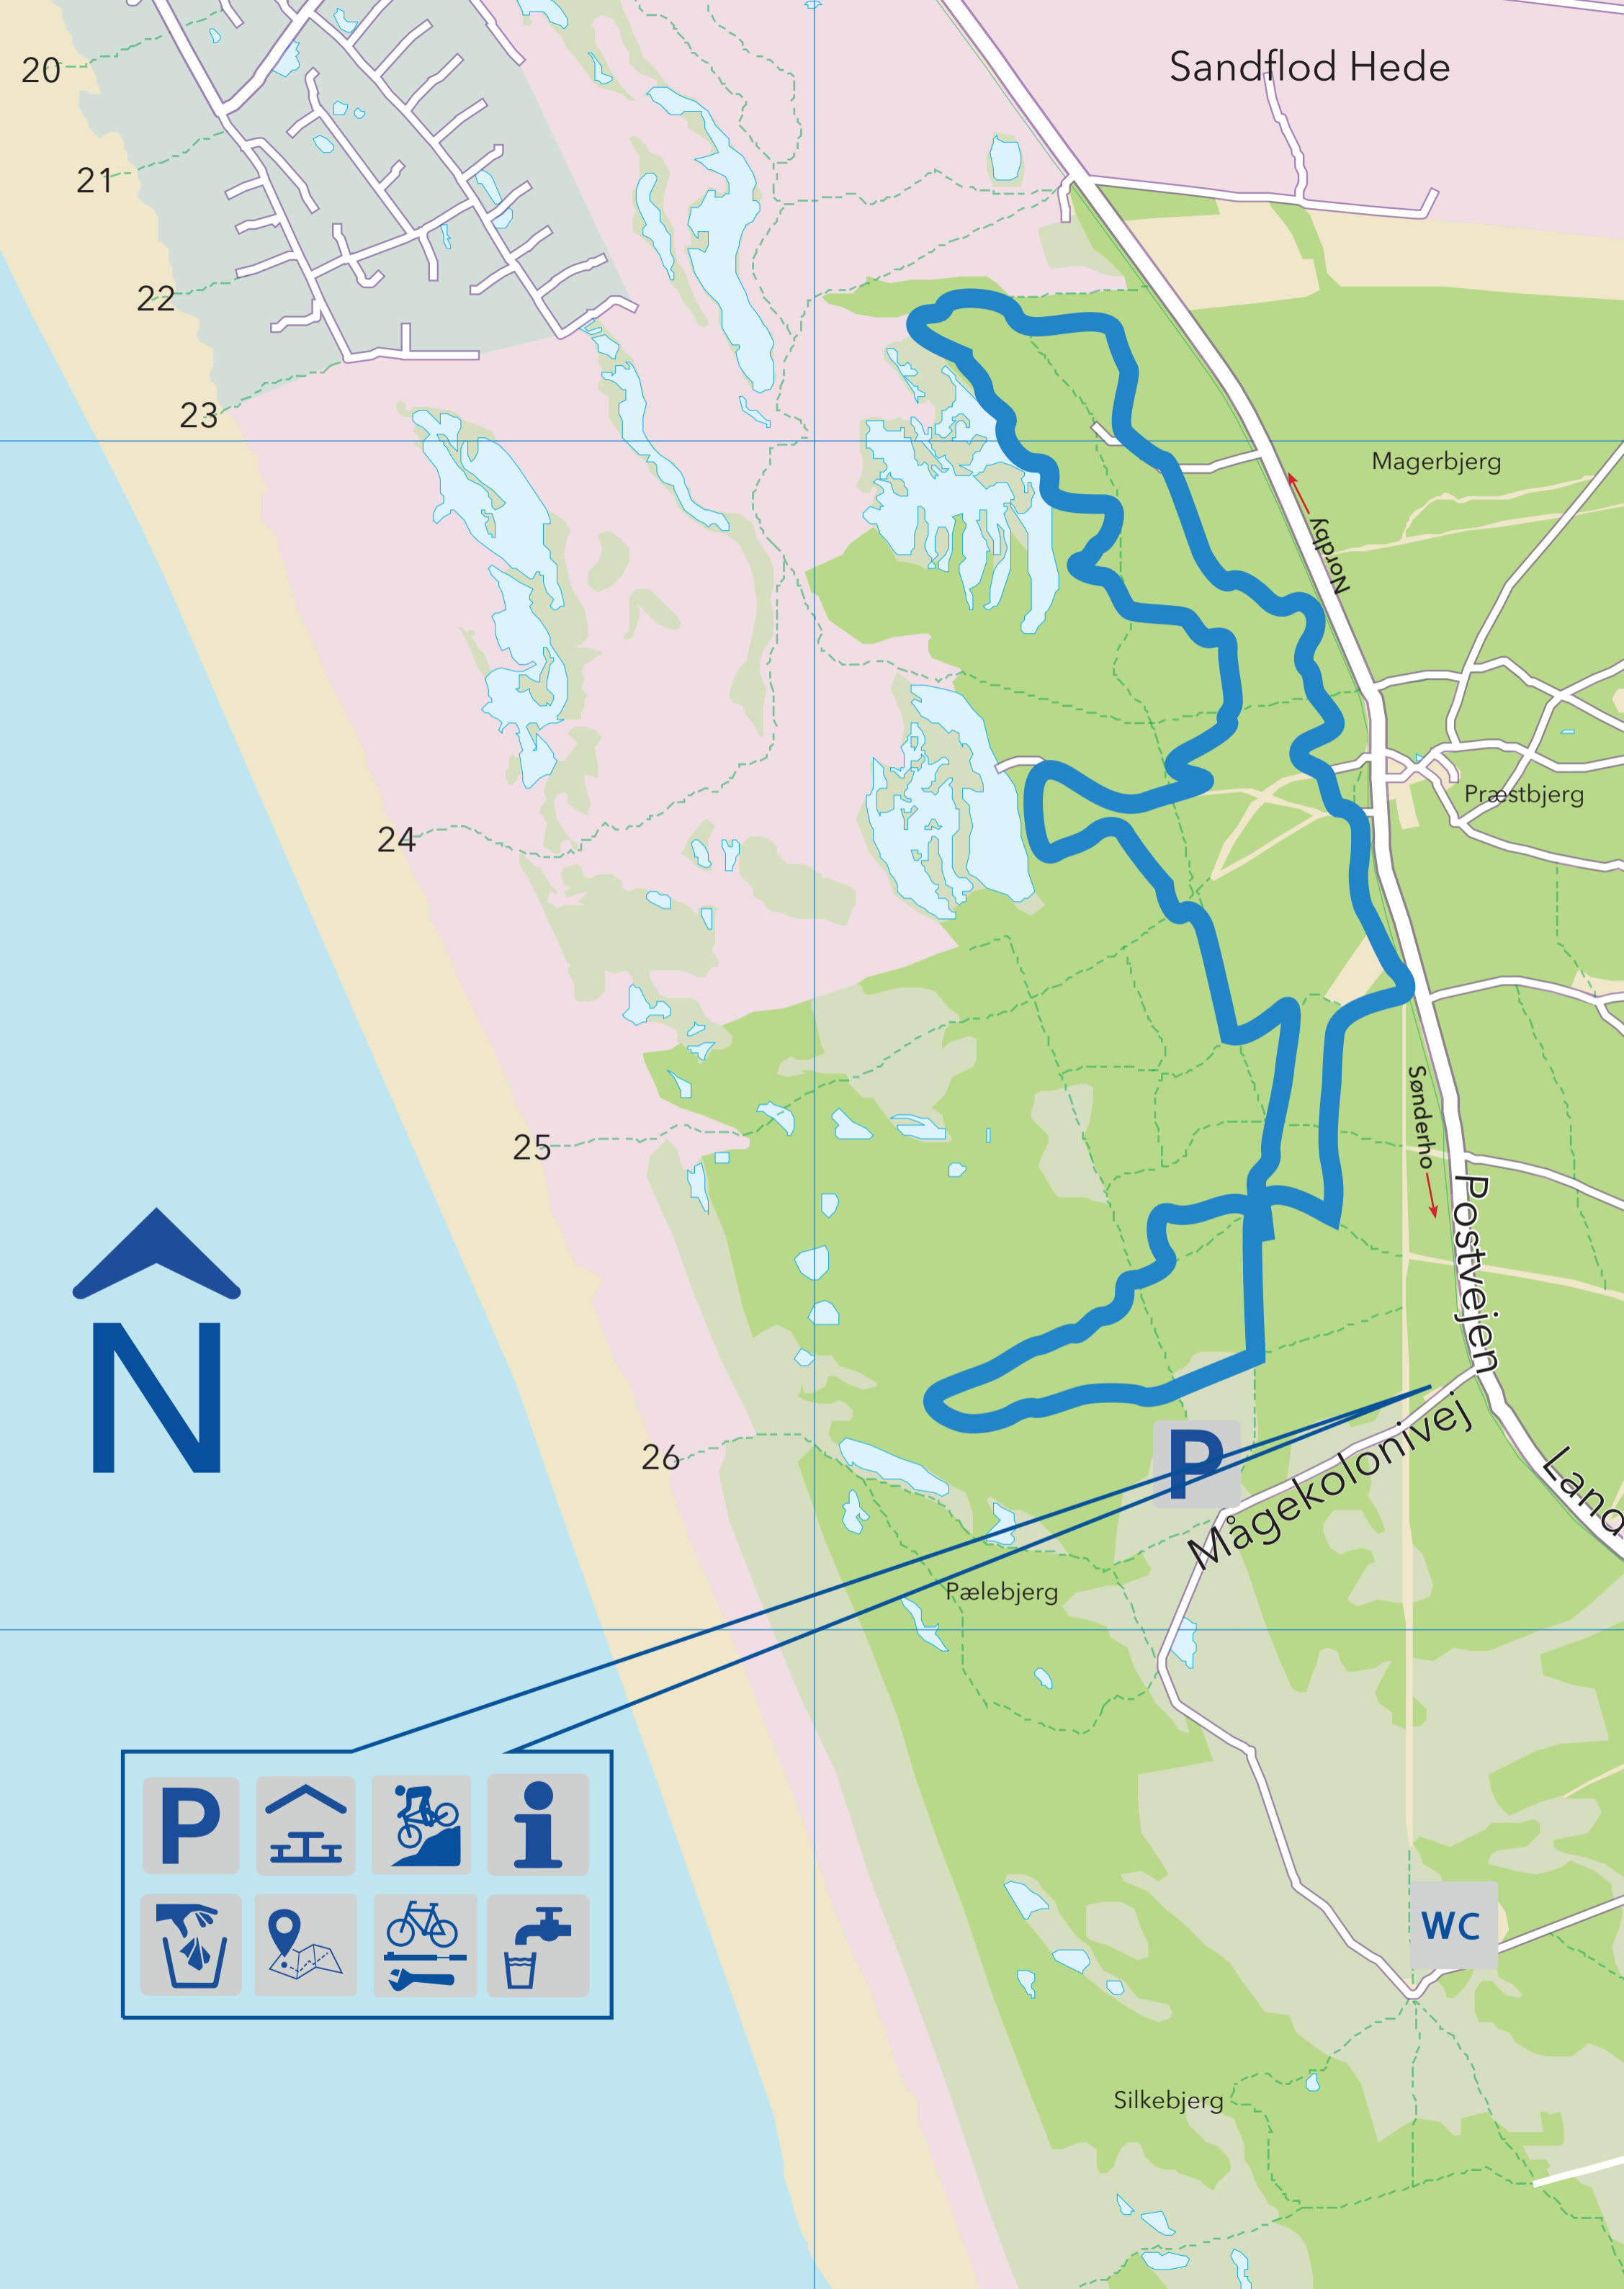 Sandflod Hede
20
21
22
23
Magerbjerg
Nordby
Præstbjerg
24
Sønderho
25
Postvejen
N
Mågekolonivej
Land
26
P
Pælebjerg
P
i
WC
Silkebjerg